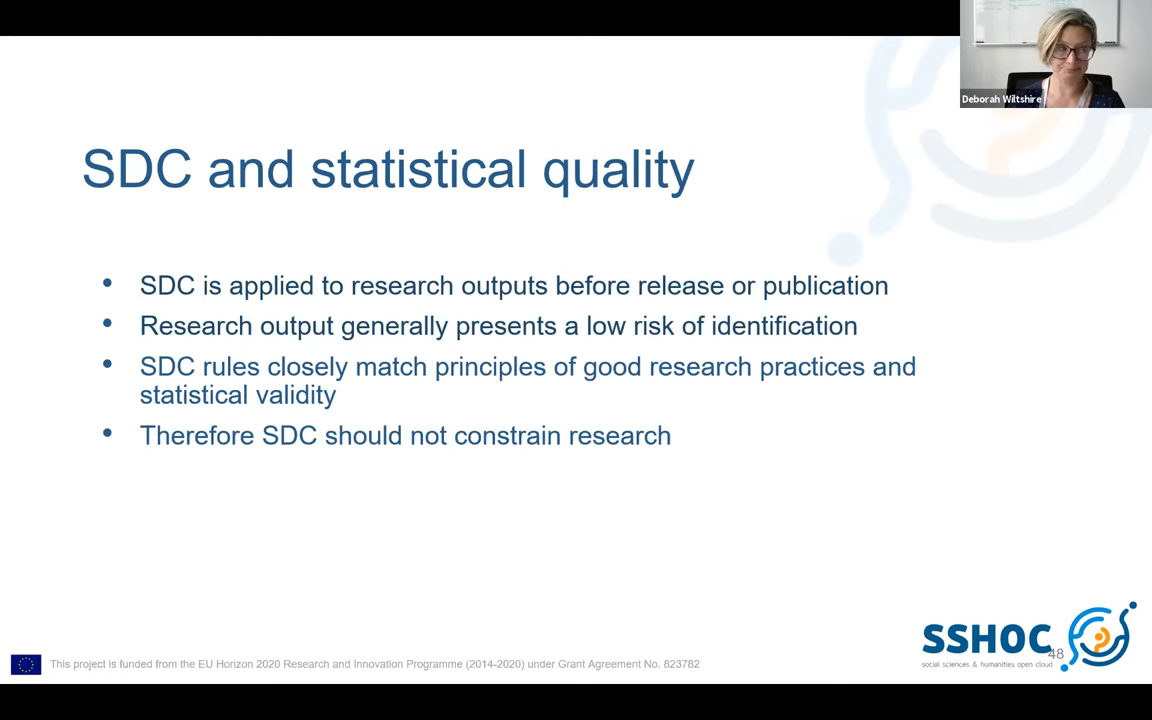 Deborah Wiltshire
SDC and statistical quality
• SDC is applied to research outputs before release or publication
• Research output generally presents a low risk of identification
• SDC rules closely match principles of good research practices and
statistical validity
• Therefore SDC should not constrain research
SSHOC
social sciences & humanities open cloud
48
This project is funded from the EU Horizon 2020 Research and Innovation Programme (2014-2020) under Grant Agreement No. 823782